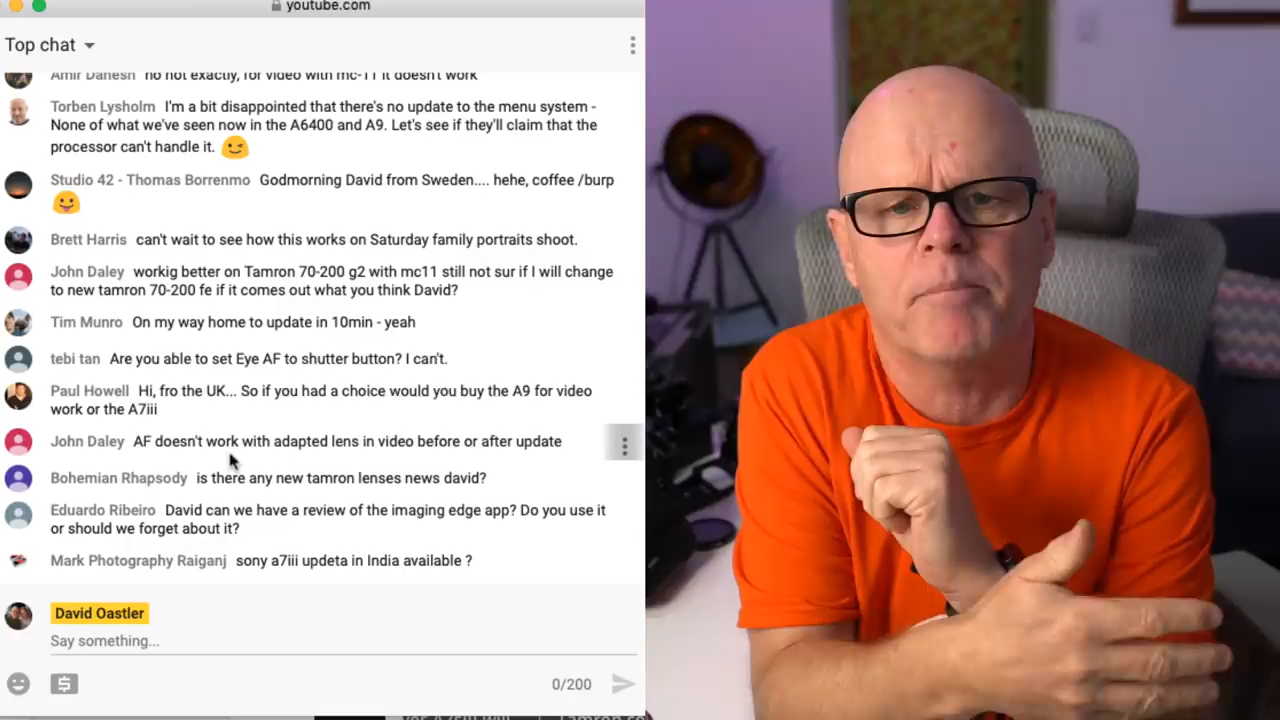 youtube.com
Top chat
Amir Danesh no not exactly, for video with mc-11 it doesn't work
Torben Lysholm I'm a bit disappointed that there's no update to the menu system -
None of what we've seen now in the A6400 and A9. Let's see if they'll claim that the
processor can't handle it. 😉
Studio 42 - Thomas Borrenmo Godmorning David from Sweden.... hehe, coffee /burp
😛
Brett Harris can't wait to see how this works on Saturday family portraits shoot.
John Daley workig better on Tamron 70-200 g2 with mc11 still not sur if I will change
to new tamron 70-200 fe if it comes out what you think David?
Tim Munro On my way home to update in 10min - yeah
tebi tan Are you able to set Eye AF to shutter button? I can't.
Paul Howell Hi, fro the UK... So if you had a choice would you buy the A9 for video
work or the A7iii
John Daley AF doesn't work with adapted lens in video before or after update
Bohemian Rhapsody is there any new tamron lenses news david?
Eduardo Ribeiro David can we have a review of the imaging edge app? Do you use it
or should we forget about it?
Mark Photography Raiganj sony a7iii updeta in India available ?
David Oastler
Say something...
0/200